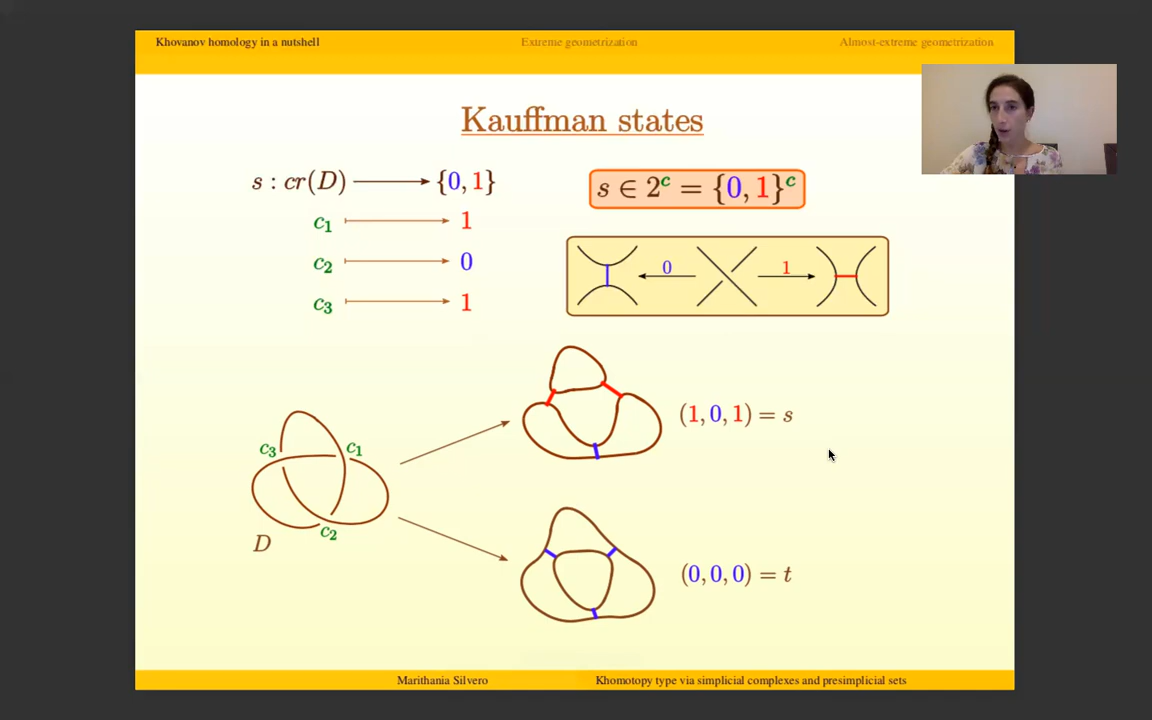 Khovanov homology in a nutshell Extreme geometrization Almost-extreme geometrization
Kauffman states
s : cr(D) ⟶ {0, 1}
c₁ ⟼ 1
c₂ ⟼ 0
c₃ ⟼ 1
s ∈ 2ᶜ = {0, 1}ᶜ
0 1
(1, 0, 1) = s
c₃ c₁
c₂
D
(0, 0, 0) = t
Marithania Silvero Khomotopy type via simplicial complexes and presimplicial sets